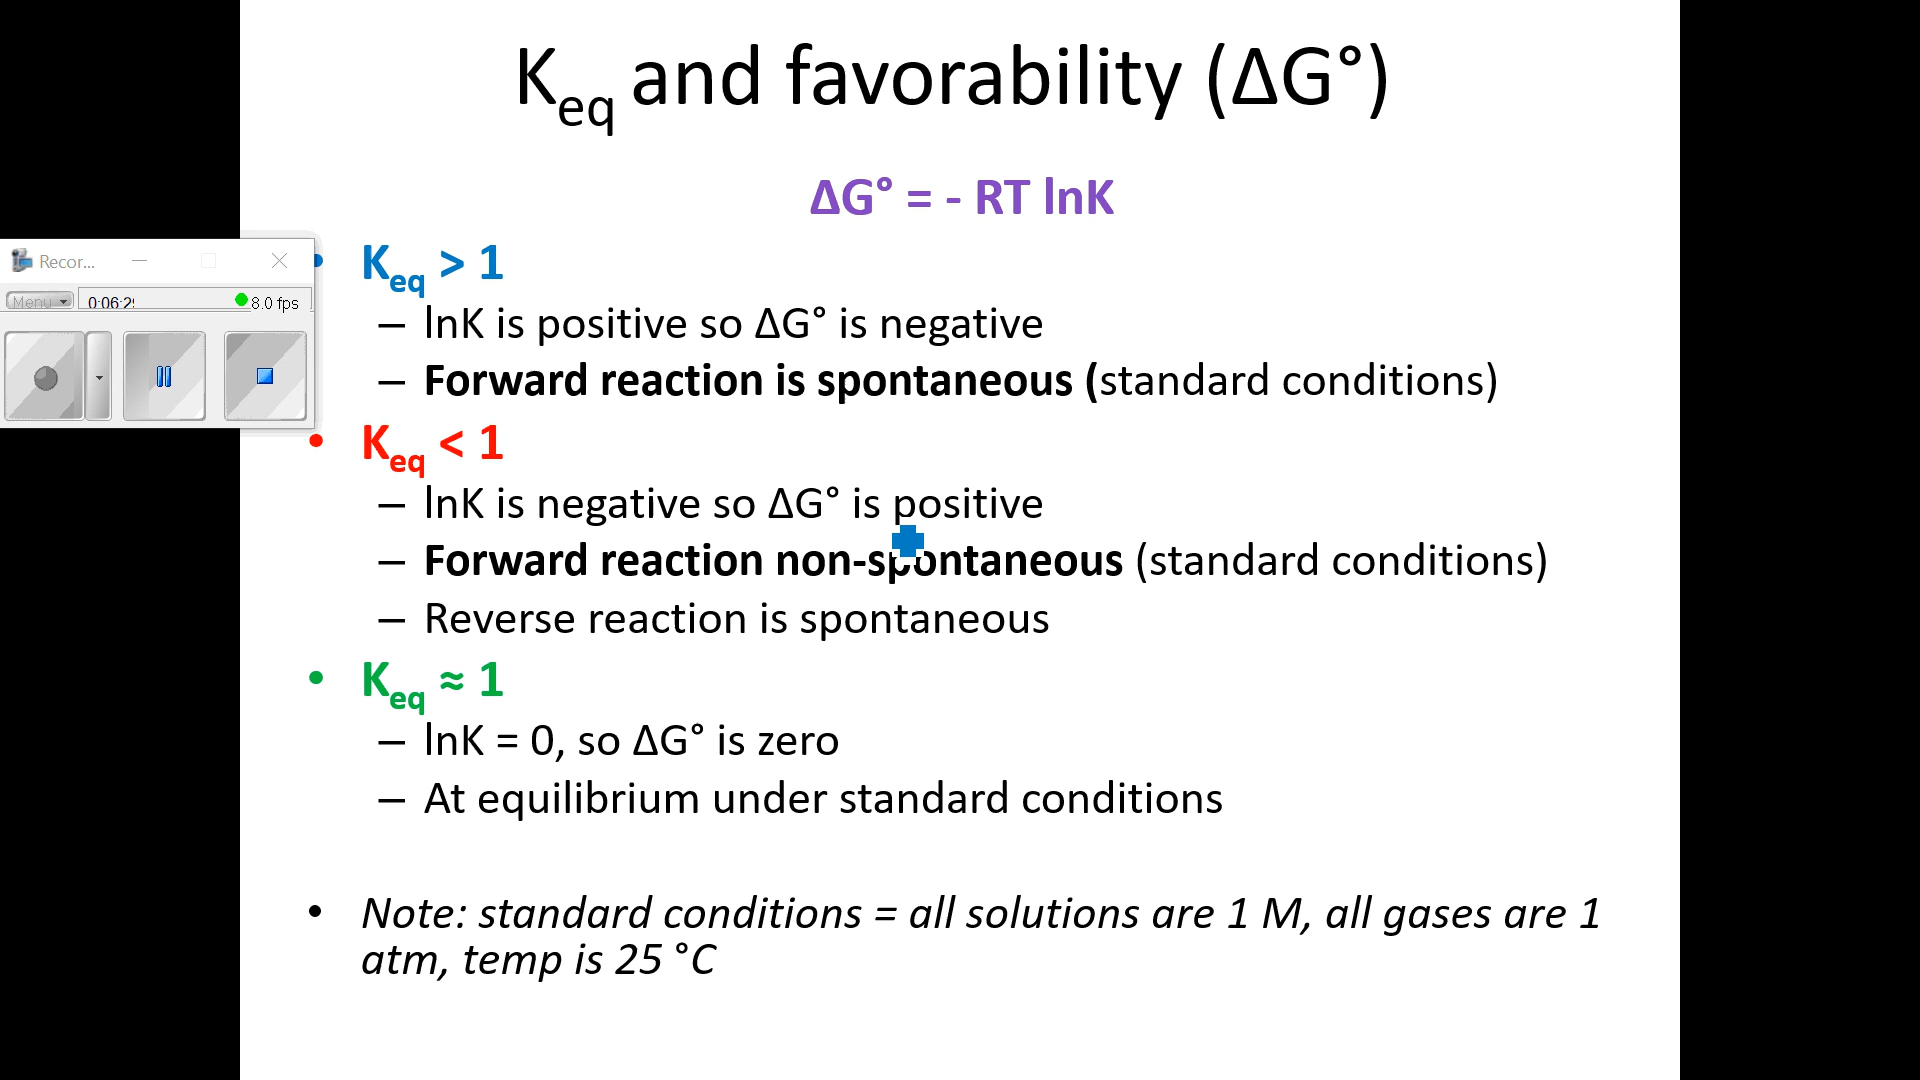 Keq and favorability (ΔG°)
ΔG° = - RT lnK
• Keq > 1
– lnK is positive so ΔG° is negative
– Forward reaction is spontaneous (standard conditions)
• Keq < 1
– lnK is negative so ΔG° is positive
– Forward reaction non-spontaneous (standard conditions)
– Reverse reaction is spontaneous
• Keq ≈ 1
– lnK = 0, so ΔG° is zero
– At equilibrium under standard conditions
• Note: standard conditions = all solutions are 1 M, all gases are 1
atm, temp is 25 °C
Recor...
Menu
8.0 fps